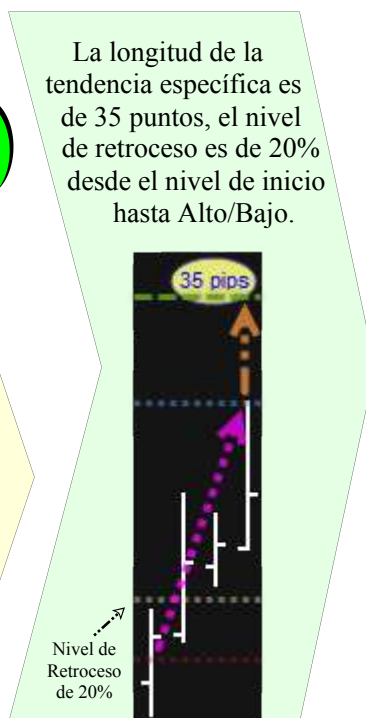 La longitud de la
tendencia específica es
de 35 puntos, el nivel
de retroceso es de 20%
desde el nivel de inicio
hasta Alto/Bajo.
35 pips
Nivel de
Retroceso
de 20%